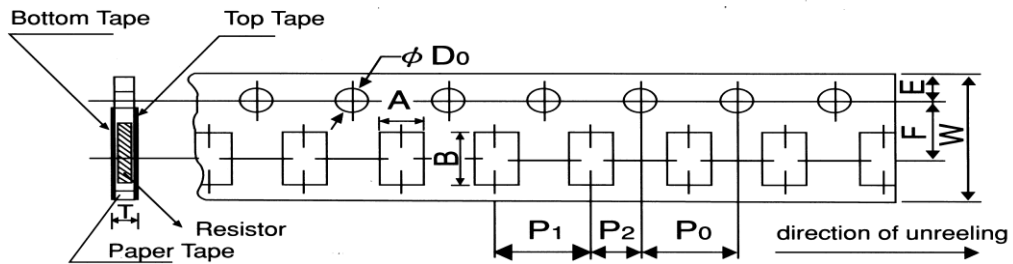 Bottom Tape
Top Tape
ϕ D0
A
B
E
F
W
T
Resistor
Paper Tape
P1
P2
P0
direction of unreeling